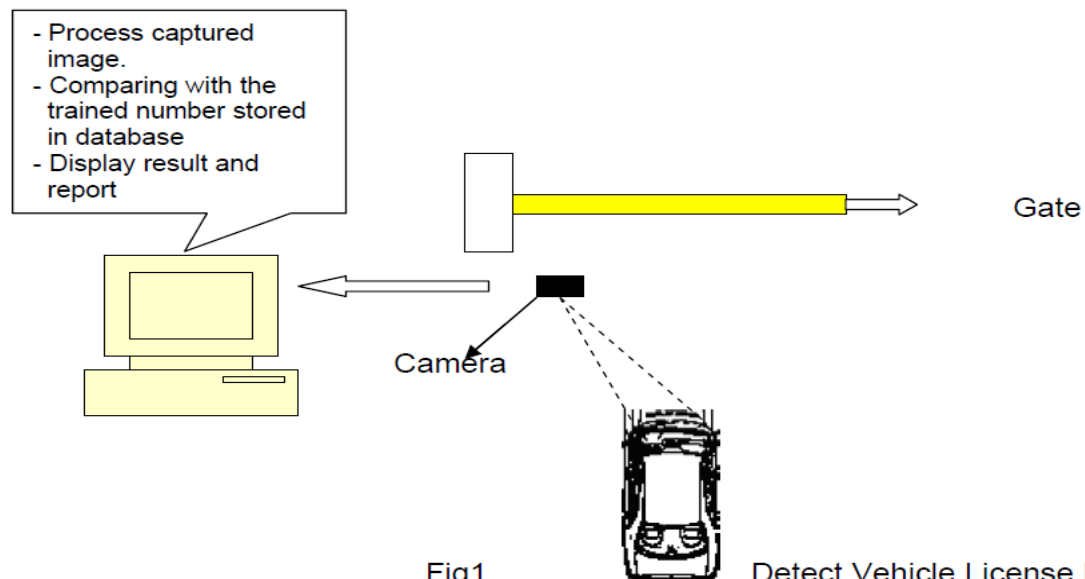 - Process captured
image.
- Comparing with the
trained number stored
in database
- Display result and
report
Gate
Camera
Fig1 Detect Vehicle License